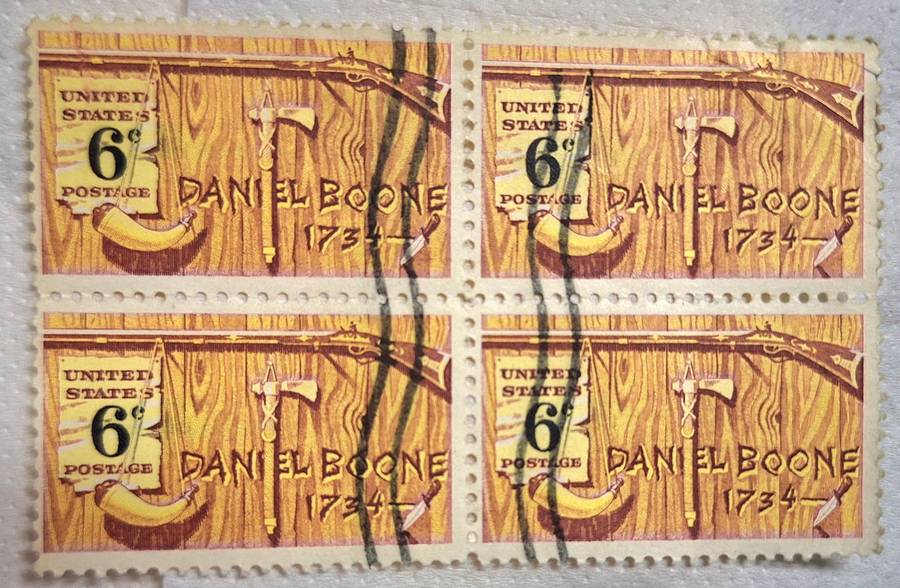 UNITED
STATES
6¢
POSTAGE
DANIEL BOONE
1734—
UNITED
STATES
6¢
POSTAGE
DANIEL BOONE
1734—
UNITED
STATES
6¢
POSTAGE
DANIEL BOONE
1734—
UNITED
STATES
6¢
POSTAGE
DANIEL BOONE
1734—